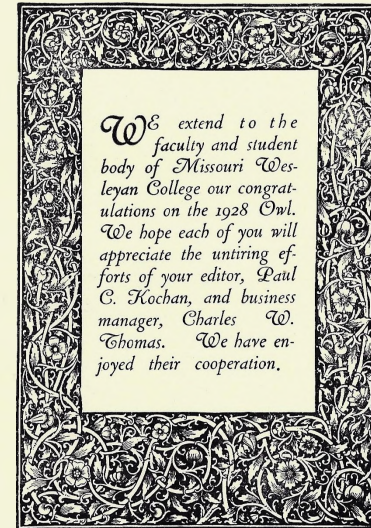 WE extend to the
faculty and student
body of Missouri Wes-
leyan College our congrat-
ulations on the 1928 Owl.
We hope each of you will
appreciate the untiring ef-
forts of your editor, Paul
C. Kochan, and business
manager, Charles W.
Thomas. We have en-
joyed their cooperation.